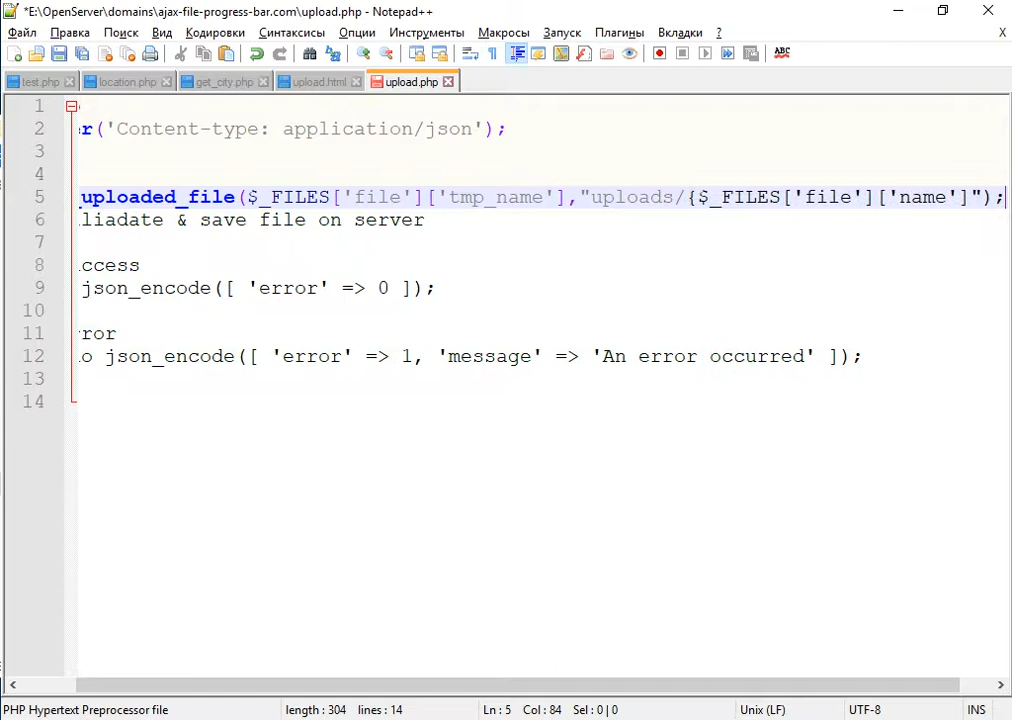 *E:\OpenServer\domains\ajax-file-progress-bar.com\upload.php - Notepad++
Файл Правка Поиск Вид Кодировки Синтаксисы Опции Инструменты Макросы Запуск Плагины Вкладки ? X
test.php location.php get_city.php upload.html upload.php
1
2 r('Content-type: application/json');
3
4
5 uploaded_file($_FILES['file']['tmp_name'],"uploads/{$_FILES['file']['name']");
6 liadate & save file on server
7
8 ccess
9 json_encode([ 'error' => 0 ]);
10
11 rror
12 o json_encode([ 'error' => 1, 'message' => 'An error occurred' ]);
13
14
PHP Hypertext Preprocessor file length : 304 lines : 14 Ln : 5 Col : 84 Sel : 0 | 0 Unix (LF) UTF-8 INS